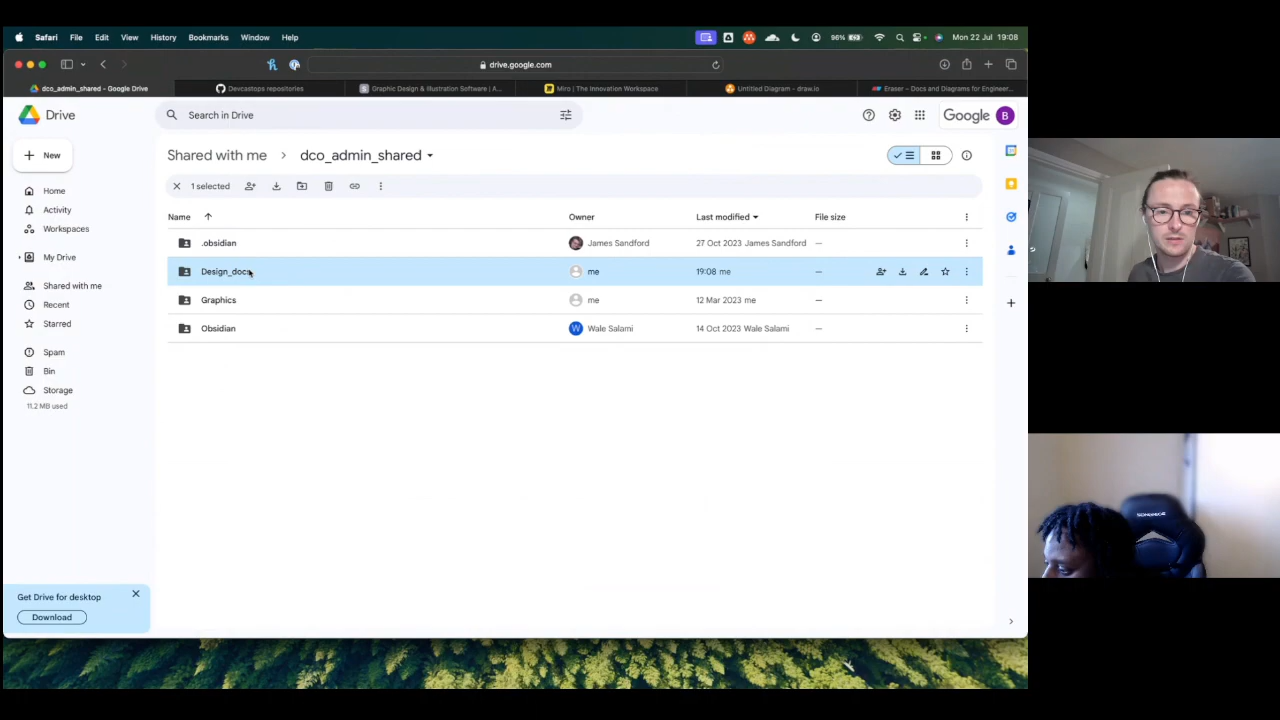 Safari File Edit View History Bookmarks Window Help 96% Mon 22 Jul 19:08
drive.google.com
dco_admin_shared - Google Drive Devcastops repositories Graphic Design & Illustration Software | A... Miro | The Innovation Workspace Untitled Diagram - draw.io Eraser – Docs and Diagrams for Engineer...
Drive Search in Drive Google B
New
Shared with me > dco_admin_shared
1 selected
Home
Activity
Workspaces
My Drive
Shared with me
Recent
Starred
Spam
Bin
Storage
11.2 MB used
Name Owner Last modified File size
.obsidian James Sandford 27 Oct 2023 James Sandford —
Design_docs me 19:08 me —
Graphics me 12 Mar 2023 me —
Obsidian W Wale Salami 14 Oct 2023 Wale Salami —
Get Drive for desktop
Download